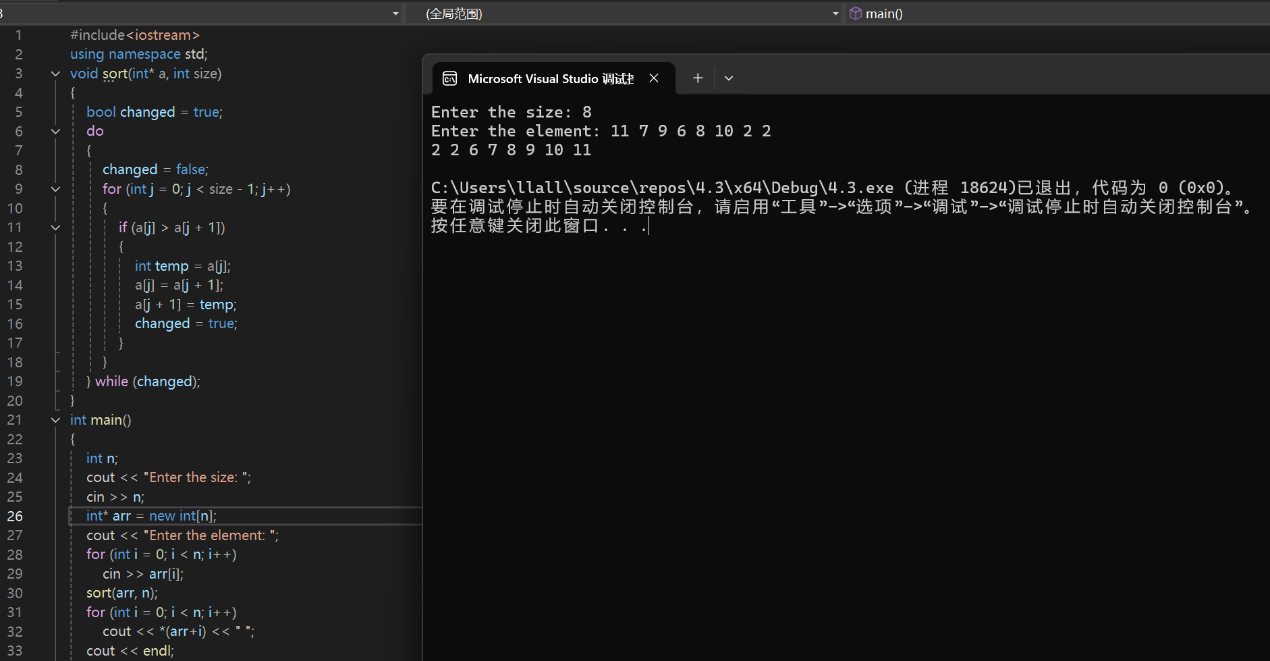 3 (全局范围) main()
1 #include<iostream>
2 using namespace std;
3 void sort(int* a, int size)
4 {
5 bool changed = true;
6 do
7 {
8 changed = false;
9 for (int j = 0; j < size - 1; j++)
10 {
11 if (a[j] > a[j + 1])
12 {
13 int temp = a[j];
14 a[j] = a[j + 1];
15 a[j + 1] = temp;
16 changed = true;
17 }
18 }
19 } while (changed);
20 }
21 int main()
22 {
23 int n;
24 cout << "Enter the size: ";
25 cin >> n;
26 int* arr = new int[n];
27 cout << "Enter the element: ";
28 for (int i = 0; i < n; i++)
29 cin >> arr[i];
30 sort(arr, n);
31 for (int i = 0; i < n; i++)
32 cout << *(arr+i) << " ";
33 cout << endl;
Microsoft Visual Studio 调试
Enter the size: 8
Enter the element: 11 7 9 6 8 10 2 2
2 2 6 7 8 9 10 11
C:\Users\llall\source\repos\4.3\x64\Debug\4.3.exe (进程 18624)已退出，代码为 0 (0x0)。
要在调试停止时自动关闭控制台，请启用“工具”->“选项”->“调试”->“调试停止时自动关闭控制台”。
按任意键关闭此窗口. . .